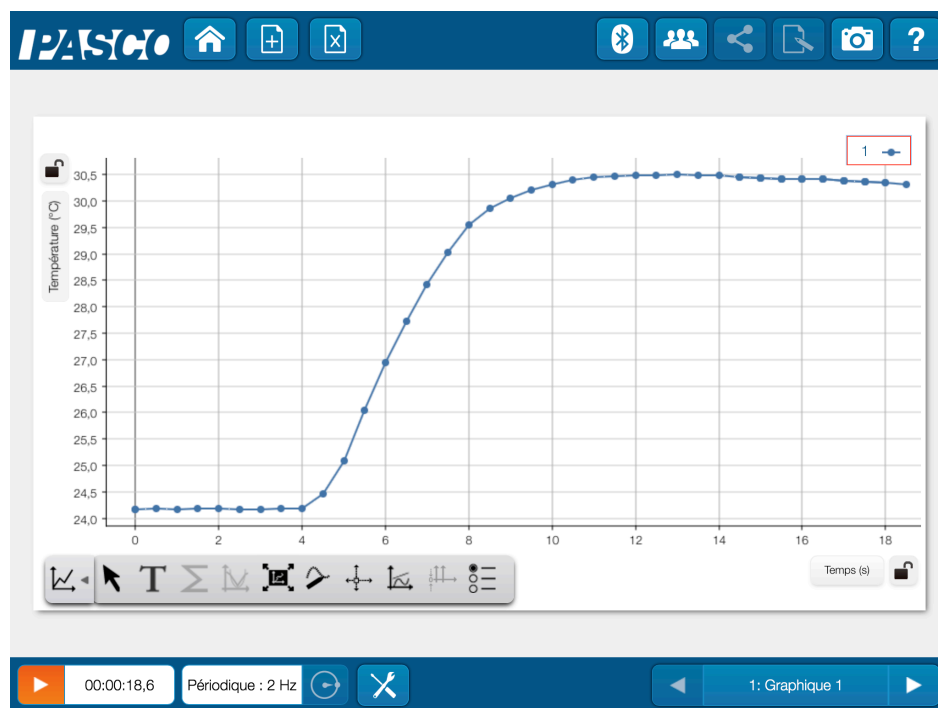 PASCO
?
1
30,5
30,0
29,5
29,0
28,5
28,0
27,5
27,0
26,5
26,0
25,5
25,0
24,5
24,0
Température (°C)
0 2 4 6 8 10 12 14 16 18
Temps (s)
T Σ
00:00:18,6
Périodique : 2 Hz
1: Graphique 1